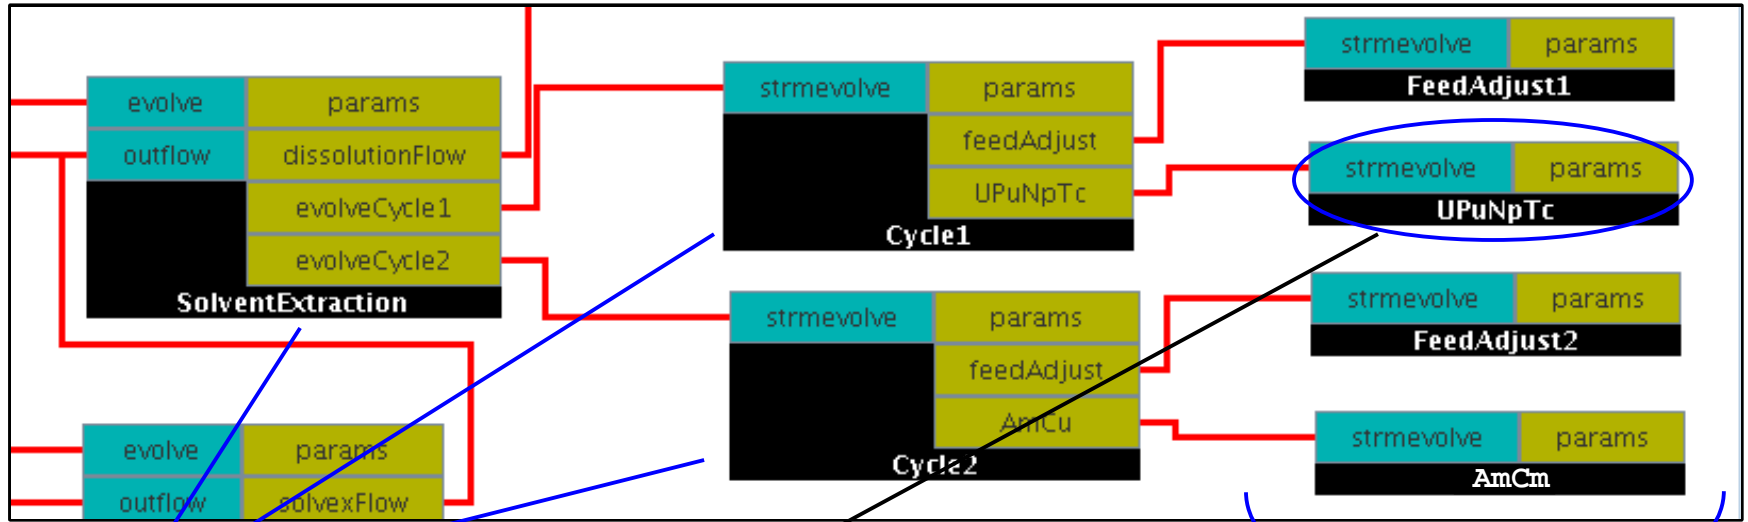 evolve params
outflow dissolutionFlow
evolveCycle1
evolveCycle2
SolventExtraction
evolve params
outflow solvexFlow
strmevolve params
feedAdjust
UPuNpTc
Cycle1
strmevolve params
feedAdjust
AmCu
Cycle2
strmevolve params
FeedAdjust1
strmevolve params
UPuNpTc
strmevolve params
FeedAdjust2
strmevolve params
AmCm